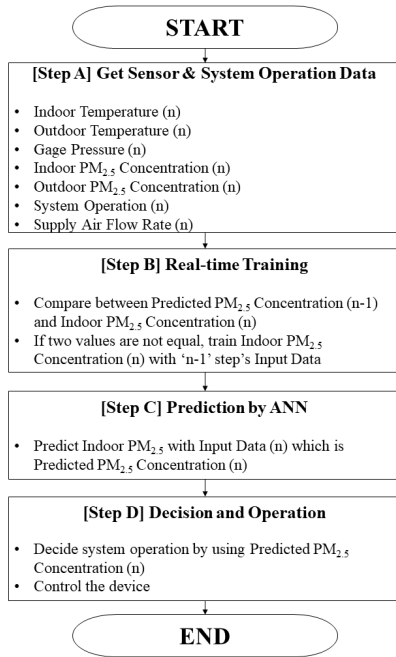 START
[Step A] Get Sensor & System Operation Data
• Indoor Temperature (n)
• Outdoor Temperature (n)
• Gage Pressure (n)
• Indoor PM2.5 Concentration (n)
• Outdoor PM2.5 Concentration (n)
• System Operation (n)
• Supply Air Flow Rate (n)
[Step B] Real-time Training
• Compare between Predicted PM2.5 Concentration (n-1)
and Indoor PM2.5 Concentration (n)
• If two values are not equal, train Indoor PM2.5
Concentration (n) with ‘n-1’ step's Input Data
[Step C] Prediction by ANN
• Predict Indoor PM2.5 with Input Data (n) which is
Predicted PM2.5 Concentration (n)
[Step D] Decision and Operation
• Decide system operation by using Predicted PM2.5
Concentration (n)
• Control the device
END